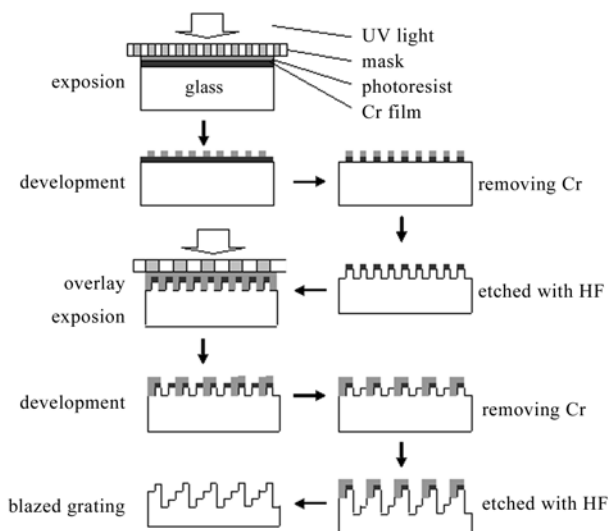 UV light
mask
photoresist
Cr film
exposion
glass
development
removing Cr
overlay
exposion
etched with HF
development
removing Cr
blazed grating
etched with HF